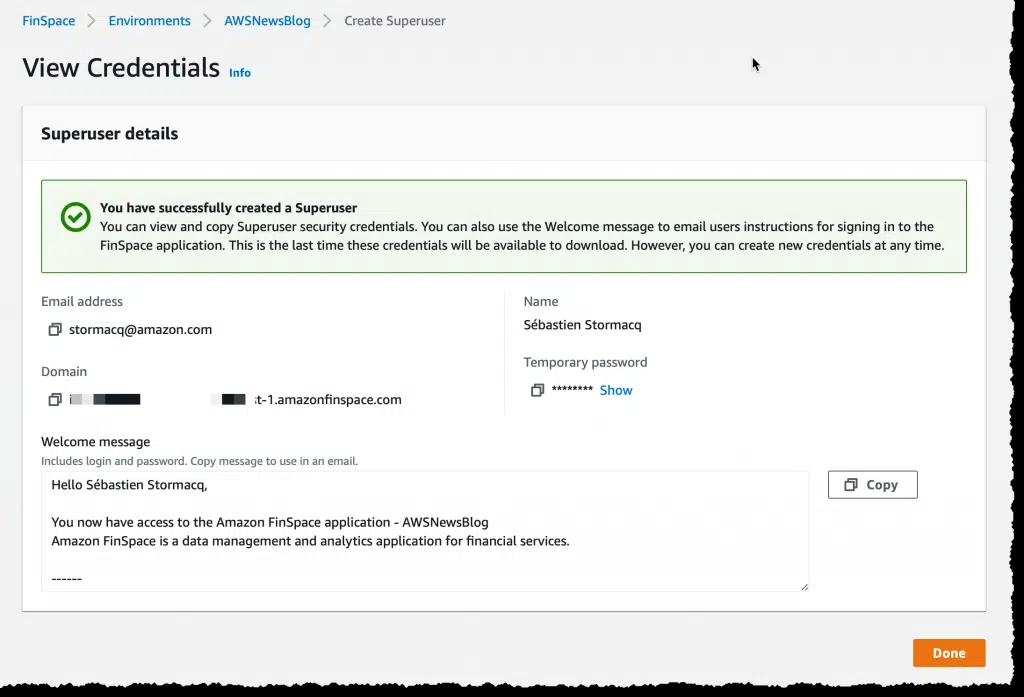 FinSpace > Environments > AWSNewsBlog > Create Superuser
View Credentials Info
Superuser details
You have successfully created a Superuser
You can view and copy Superuser security credentials. You can also use the Welcome message to email users instructions for signing in to the
FinSpace application. This is the last time these credentials will be available to download. However, you can create new credentials at any time.
Email address
stormacq@amazon.com
Domain
t-1.amazonfinspace.com
Name
Sébastien Stormacq
Temporary password
******** Show
Welcome message
Includes login and password. Copy message to use in an email.
Hello Sébastien Stormacq,
You now have access to the Amazon FinSpace application - AWSNewsBlog
Amazon FinSpace is a data management and analytics application for financial services.
------
Copy
Done